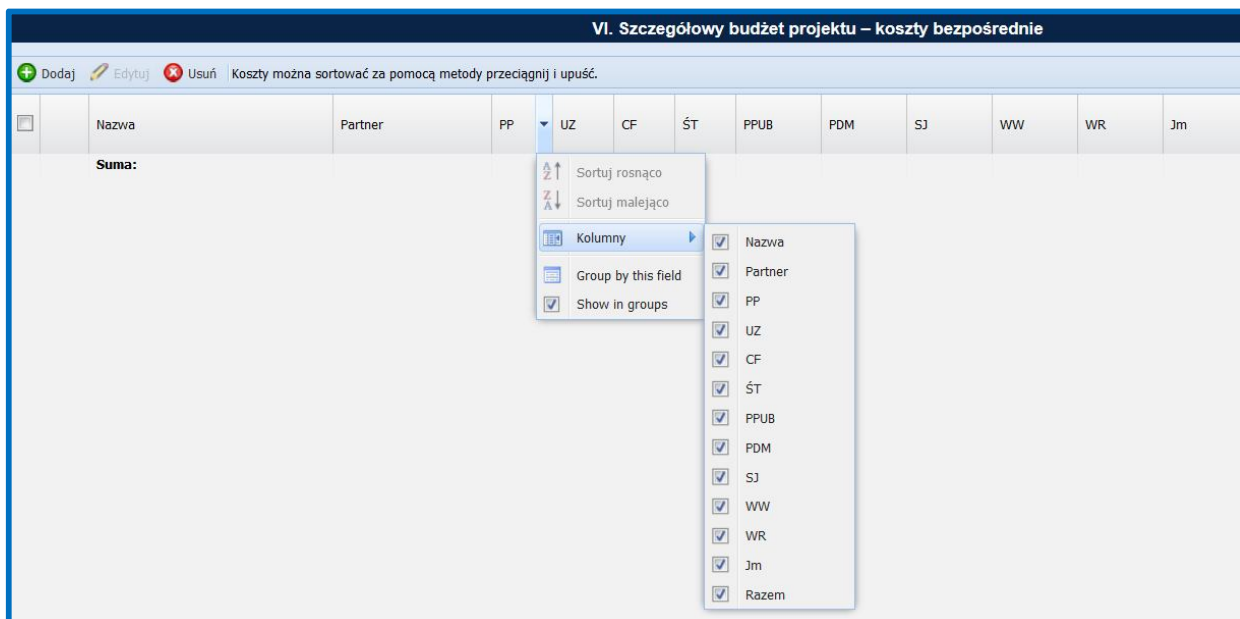 VI. Szczegółowy budżet projektu – koszty bezpośrednie
Dodaj Edytuj Usuń Koszty można sortować za pomocą metody przeciągnij i upuść.
Nazwa Partner PP UZ CF ŚT PPUB PDM SJ WW WR Jm
Suma:
Sortuj rosnąco
Sortuj malejąco
Kolumny
Group by this field
Show in groups
Nazwa
Partner
PP
UZ
CF
ŚT
PPUB
PDM
SJ
WW
WR
Jm
Razem